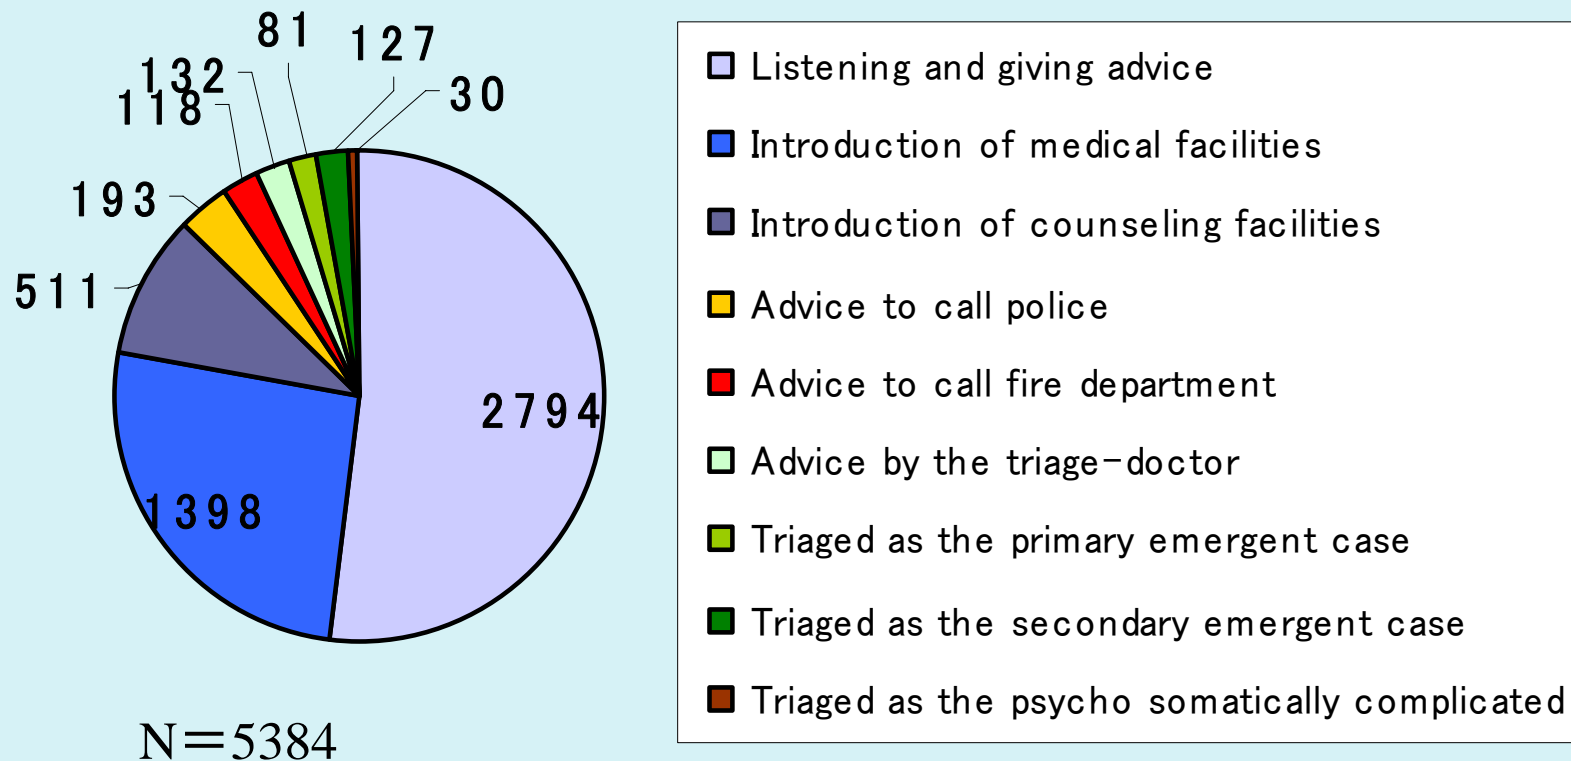 81
127
132
30
118
193
511
2794
1398
N=5384
Listening and giving advice
Introduction of medical facilities
Introduction of counseling facilities
Advice to call police
Advice to call fire department
Advice by the triage-doctor
Triaged as the primary emergent case
Triaged as the secondary emergent case
Triaged as the psycho somatically complicated